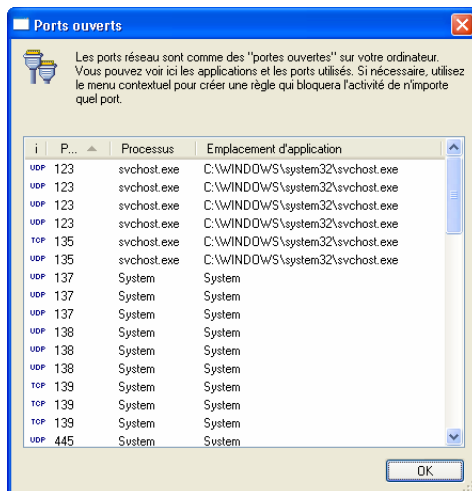 Ports ouverts
Les ports réseau sont comme des "portes ouvertes" sur votre ordinateur.
Vous pouvez voir ici les applications et les ports utilisés. Si nécessaire, utilisez
le menu contextuel pour créer une règle qui bloquera l'activité de n'importe
quel port.
i P... Processus Emplacement d'application
UDP 123 svchost.exe C:\WINDOWS\system32\svchost.exe
UDP 123 svchost.exe C:\WINDOWS\system32\svchost.exe
UDP 123 svchost.exe C:\WINDOWS\system32\svchost.exe
UDP 123 svchost.exe C:\WINDOWS\system32\svchost.exe
TCP 135 svchost.exe C:\WINDOWS\system32\svchost.exe
UDP 135 svchost.exe C:\WINDOWS\system32\svchost.exe
UDP 137 System System
UDP 137 System System
UDP 137 System System
UDP 138 System System
UDP 138 System System
UDP 138 System System
TCP 139 System System
TCP 139 System System
TCP 139 System System
UDP 445 System System
OK